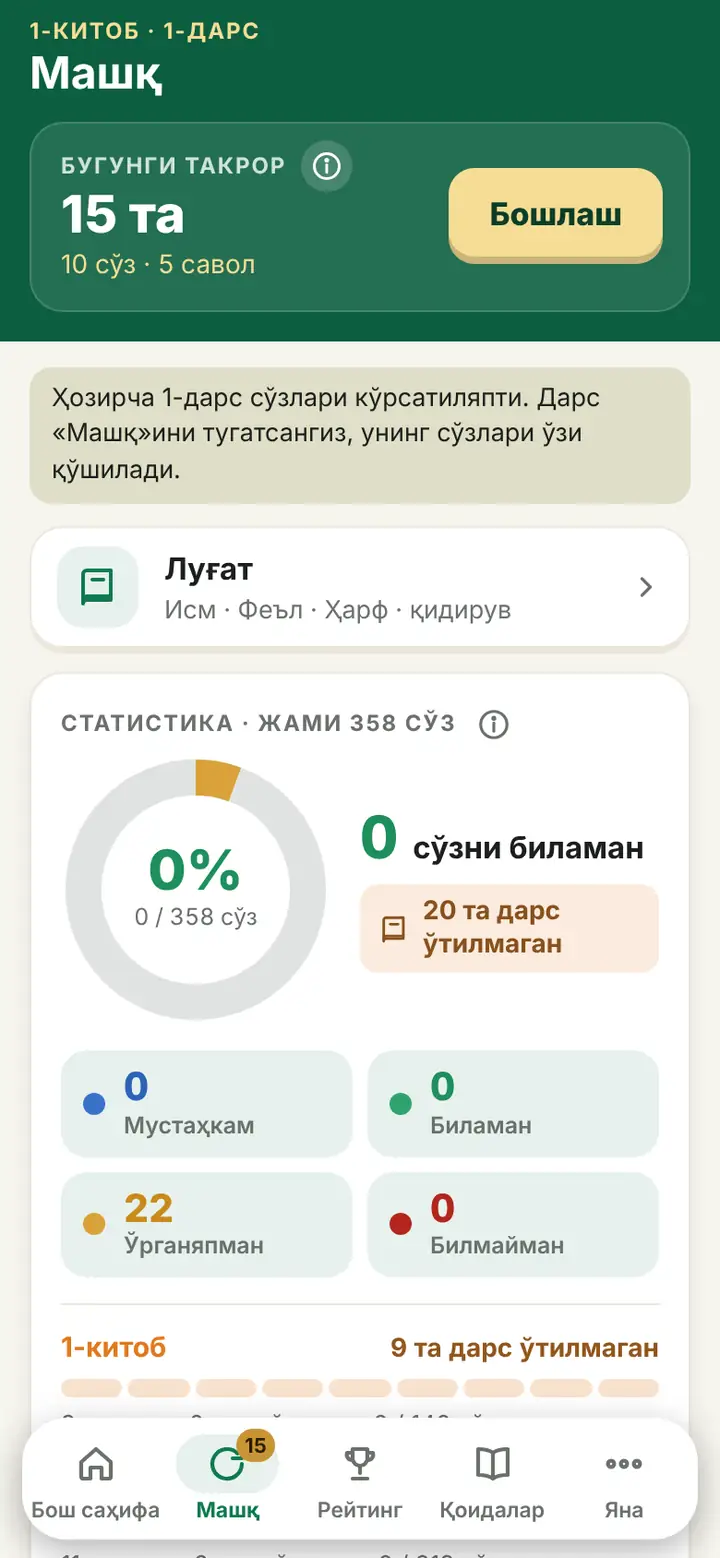 1-КИТОБ · 1-ДАРС
Машқ
БУГУНГИ ТАКРОР
15 та
10 сўз · 5 савол
Бошлаш
Ҳозирча 1-дарс сўзлари кўрсатиляпти. Дарс
«Машқ»ини тугатсангиз, унинг сўзлари ўзи
қўшилади.
Луғат
Исм · Феъл · Ҳарф · қидирув
СТАТИСТИКА · ЖАМИ 358 СЎЗ
0%
0 / 358 сўз
0 сўзни биламан
20 та дарс
ўтилмаган
0
Мустаҳкам
0
Биламан
22
Ўрганяпман
0
Билмайман
1-китоб
9 та дарс ўтилмаган
15
Бош саҳифа
Машқ
Рейтинг
Қоидалар
Яна